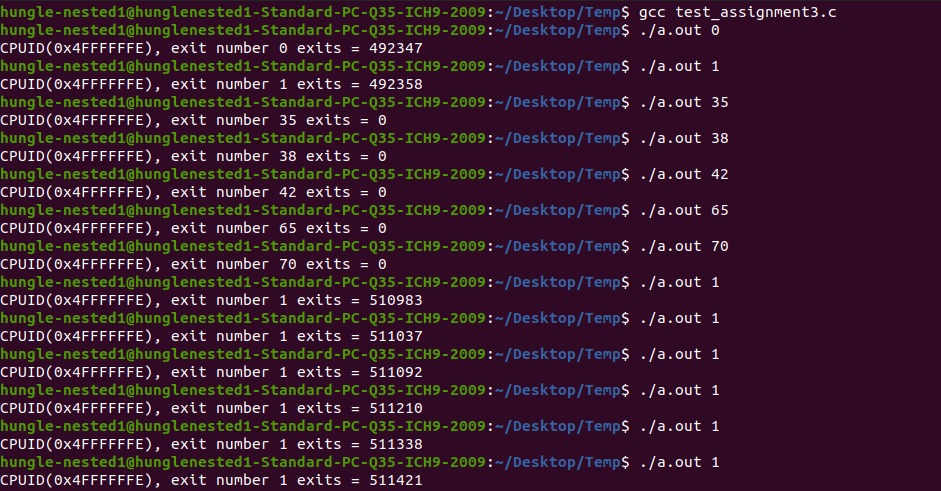 hungle-nested1@hunglenested1-Standard-PC-Q35-ICH9-2009:~/Desktop/Temp$ gcc test_assignment3.c
hungle-nested1@hunglenested1-Standard-PC-Q35-ICH9-2009:~/Desktop/Temp$ ./a.out 0
CPUID(0x4FFFFFFE), exit number 0 exits = 492347
hungle-nested1@hunglenested1-Standard-PC-Q35-ICH9-2009:~/Desktop/Temp$ ./a.out 1
CPUID(0x4FFFFFFE), exit number 1 exits = 492358
hungle-nested1@hunglenested1-Standard-PC-Q35-ICH9-2009:~/Desktop/Temp$ ./a.out 35
CPUID(0x4FFFFFFE), exit number 35 exits = 0
hungle-nested1@hunglenested1-Standard-PC-Q35-ICH9-2009:~/Desktop/Temp$ ./a.out 38
CPUID(0x4FFFFFFE), exit number 38 exits = 0
hungle-nested1@hunglenested1-Standard-PC-Q35-ICH9-2009:~/Desktop/Temp$ ./a.out 42
CPUID(0x4FFFFFFE), exit number 42 exits = 0
hungle-nested1@hunglenested1-Standard-PC-Q35-ICH9-2009:~/Desktop/Temp$ ./a.out 65
CPUID(0x4FFFFFFE), exit number 65 exits = 0
hungle-nested1@hunglenested1-Standard-PC-Q35-ICH9-2009:~/Desktop/Temp$ ./a.out 70
CPUID(0x4FFFFFFE), exit number 70 exits = 0
hungle-nested1@hunglenested1-Standard-PC-Q35-ICH9-2009:~/Desktop/Temp$ ./a.out 1
CPUID(0x4FFFFFFE), exit number 1 exits = 510983
hungle-nested1@hunglenested1-Standard-PC-Q35-ICH9-2009:~/Desktop/Temp$ ./a.out 1
CPUID(0x4FFFFFFE), exit number 1 exits = 511037
hungle-nested1@hunglenested1-Standard-PC-Q35-ICH9-2009:~/Desktop/Temp$ ./a.out 1
CPUID(0x4FFFFFFE), exit number 1 exits = 511092
hungle-nested1@hunglenested1-Standard-PC-Q35-ICH9-2009:~/Desktop/Temp$ ./a.out 1
CPUID(0x4FFFFFFE), exit number 1 exits = 511210
hungle-nested1@hunglenested1-Standard-PC-Q35-ICH9-2009:~/Desktop/Temp$ ./a.out 1
CPUID(0x4FFFFFFE), exit number 1 exits = 511338
hungle-nested1@hunglenested1-Standard-PC-Q35-ICH9-2009:~/Desktop/Temp$ ./a.out 1
CPUID(0x4FFFFFFE), exit number 1 exits = 511421